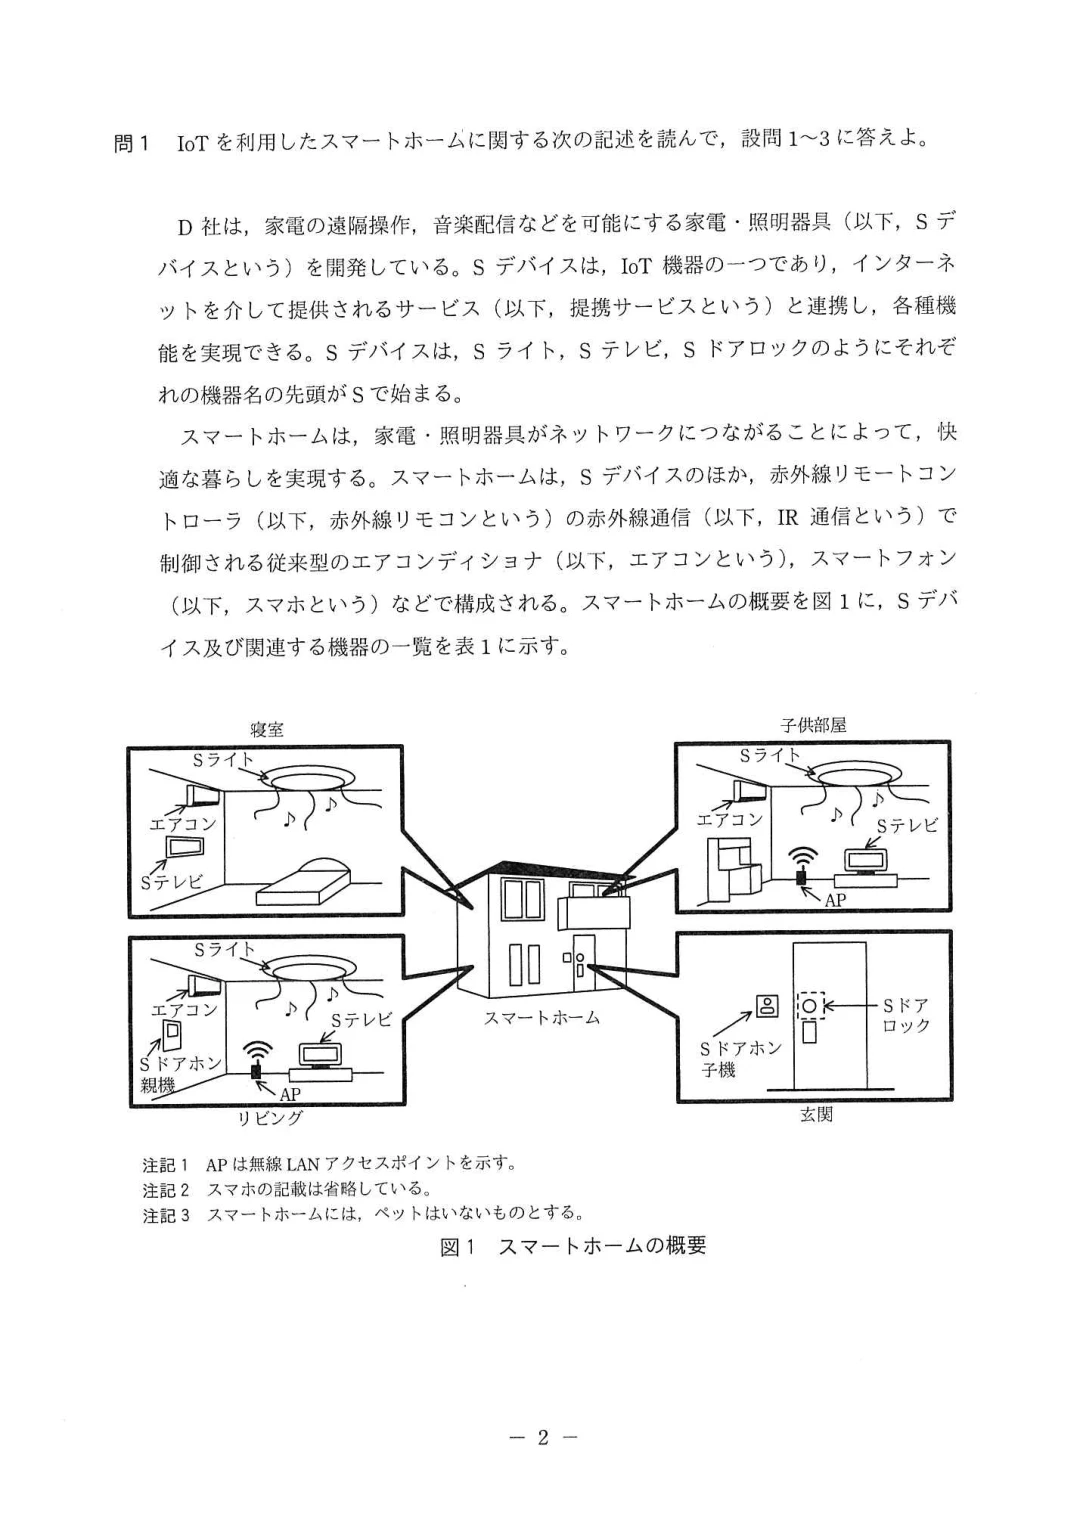 問1 IoT を利用したスマートホームに関する次の記述を読んで，設問 1～3 に答えよ。
D 社は，家電の遠隔操作，音楽配信などを可能にする家電・照明器具（以下，S デ
バイスという）を開発している。S デバイスは，IoT 機器の一つであり，インターネ
ットを介して提供されるサービス（以下，提携サービスという）と連携し，各種機
能を実現できる。S デバイスは，S ライト，S テレビ，S ドアロックのようにそれぞ
れの機器名の先頭が S で始まる。
スマートホームは，家電・照明器具がネットワークにつながることによって，快
適な暮らしを実現する。スマートホームは，S デバイスのほか，赤外線リモートコン
トローラ（以下，赤外線リモコンという）の赤外線通信（以下，IR 通信という）で
制御される従来型のエアコンディショナ（以下，エアコンという），スマートフォン
（以下，スマホという）などで構成される。スマートホームの概要を図 1 に，S デバ
イス及び関連する機器の一覧を表 1 に示す。
寝室
Sライト
エアコン
Sテレビ
子供部屋
Sライト
エアコン
Sテレビ
AP
Sライト
エアコン
Sテレビ
Sドアホン
親機
AP
リビング
スマートホーム
Sドアホン
子機
Sドア
ロック
玄関
注記1 AP は無線 LAN アクセスポイントを示す。
注記2 スマホの記載は省略している。
注記3 スマートホームには，ペットはいないものとする。
図1 スマートホームの概要
－ 2 －